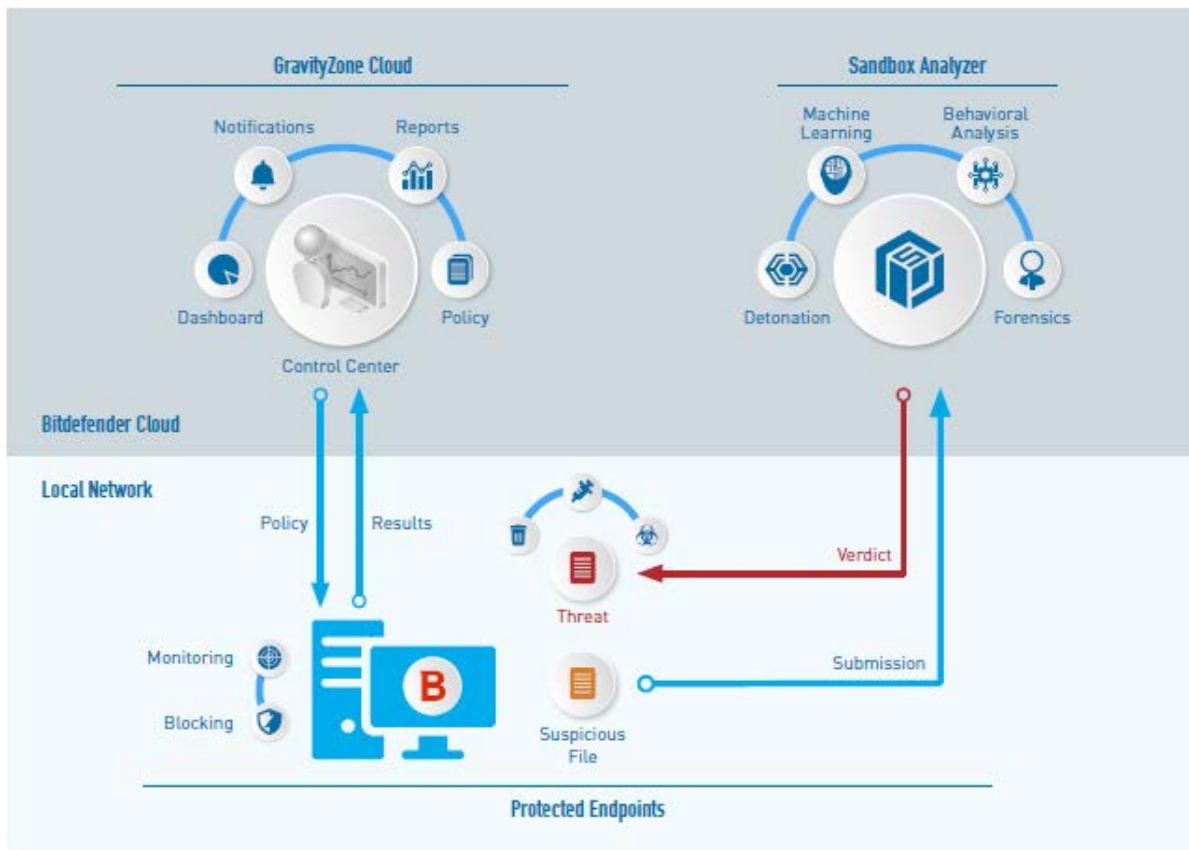 GravityZone Cloud
Sandbox Analyzer
Notifications
Reports
Machine
Learning
Behavioral
Analysis
Dashboard
Policy
Detonation
Forensics
Control Center
Bitdefender Cloud
Local Network
Policy
Results
Verdict
Threat
Monitoring
B
Submission
Blocking
Suspicious
File
Protected Endpoints